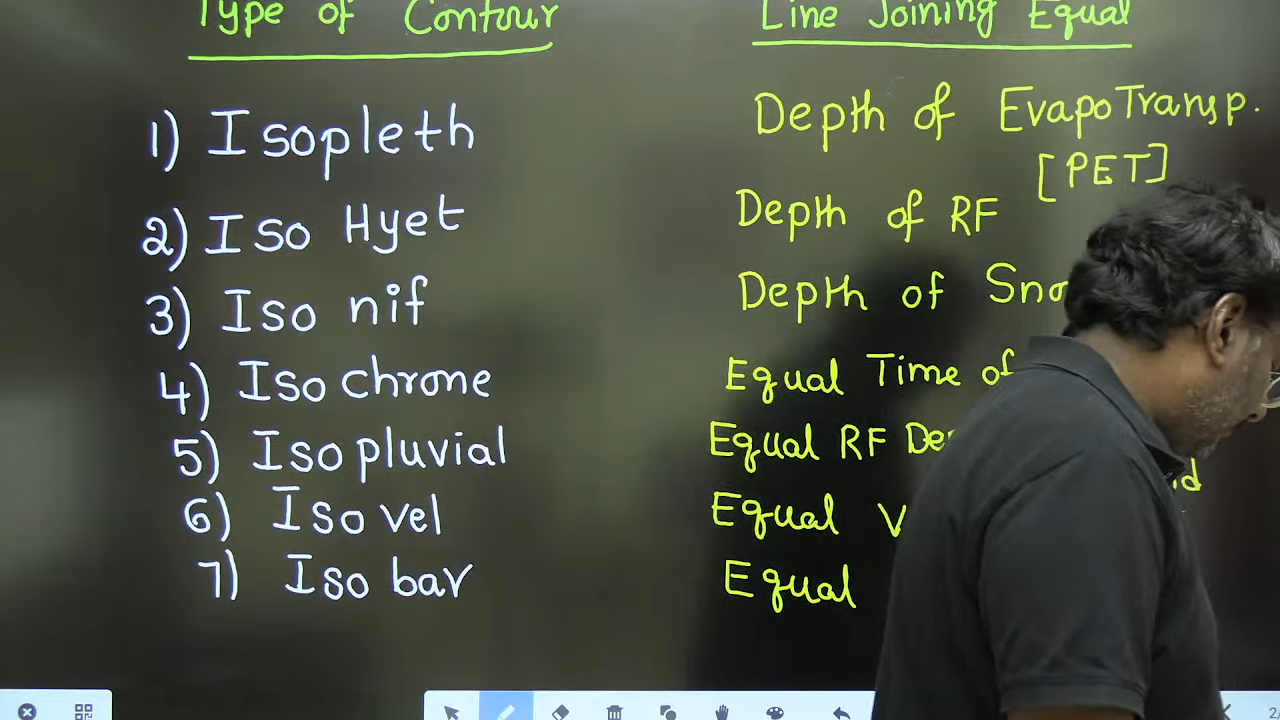 Type of Contour Line Joining Equal
1) Isopleth Depth of EvapoTransp.
[PET]
2) Iso Hyet Depth of RF
3) Iso nif Depth of
4) Iso chrone Equal Time of
5) Iso pluvial Equal RF
6) Iso vel Equal
7) Iso bar Equal